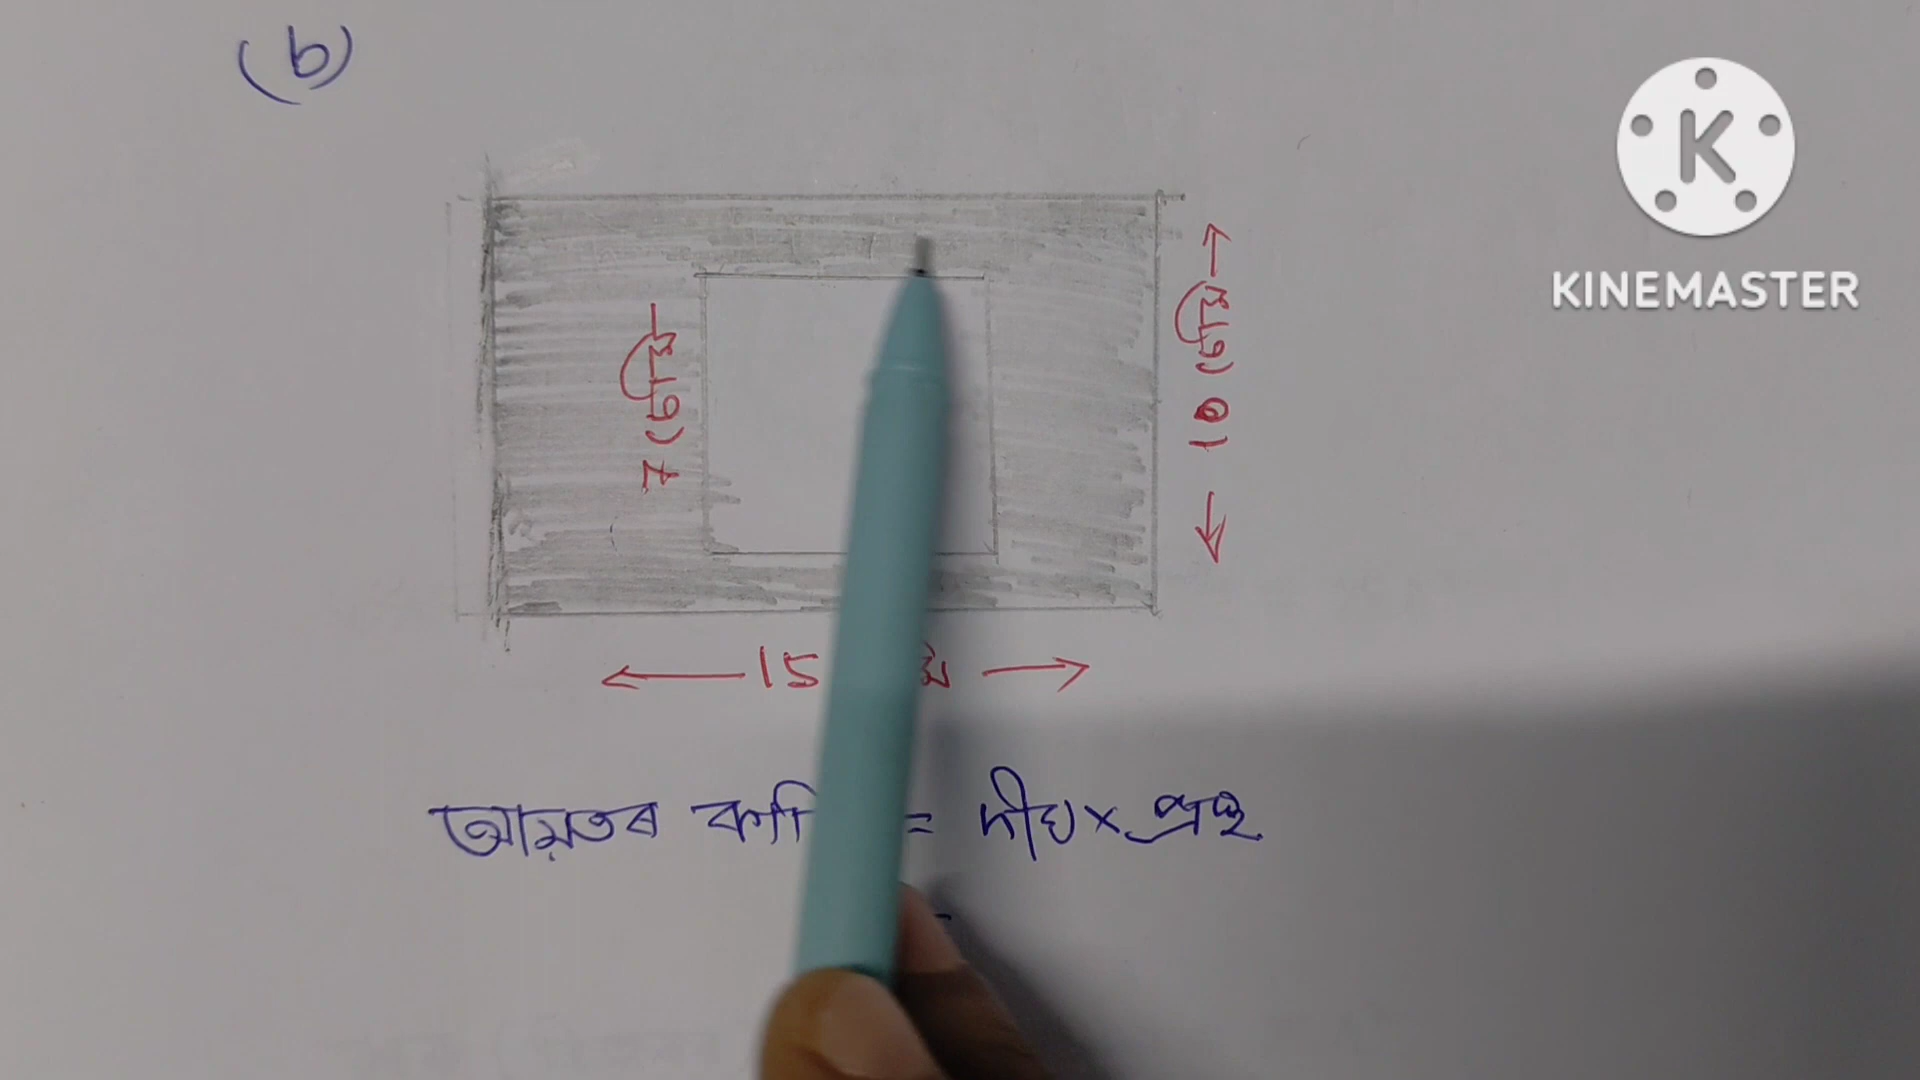 (b)
KINEMASTER
7 চেমি
10 চেমি
15
আয়তৰ = দীঘ × প্ৰস্থ